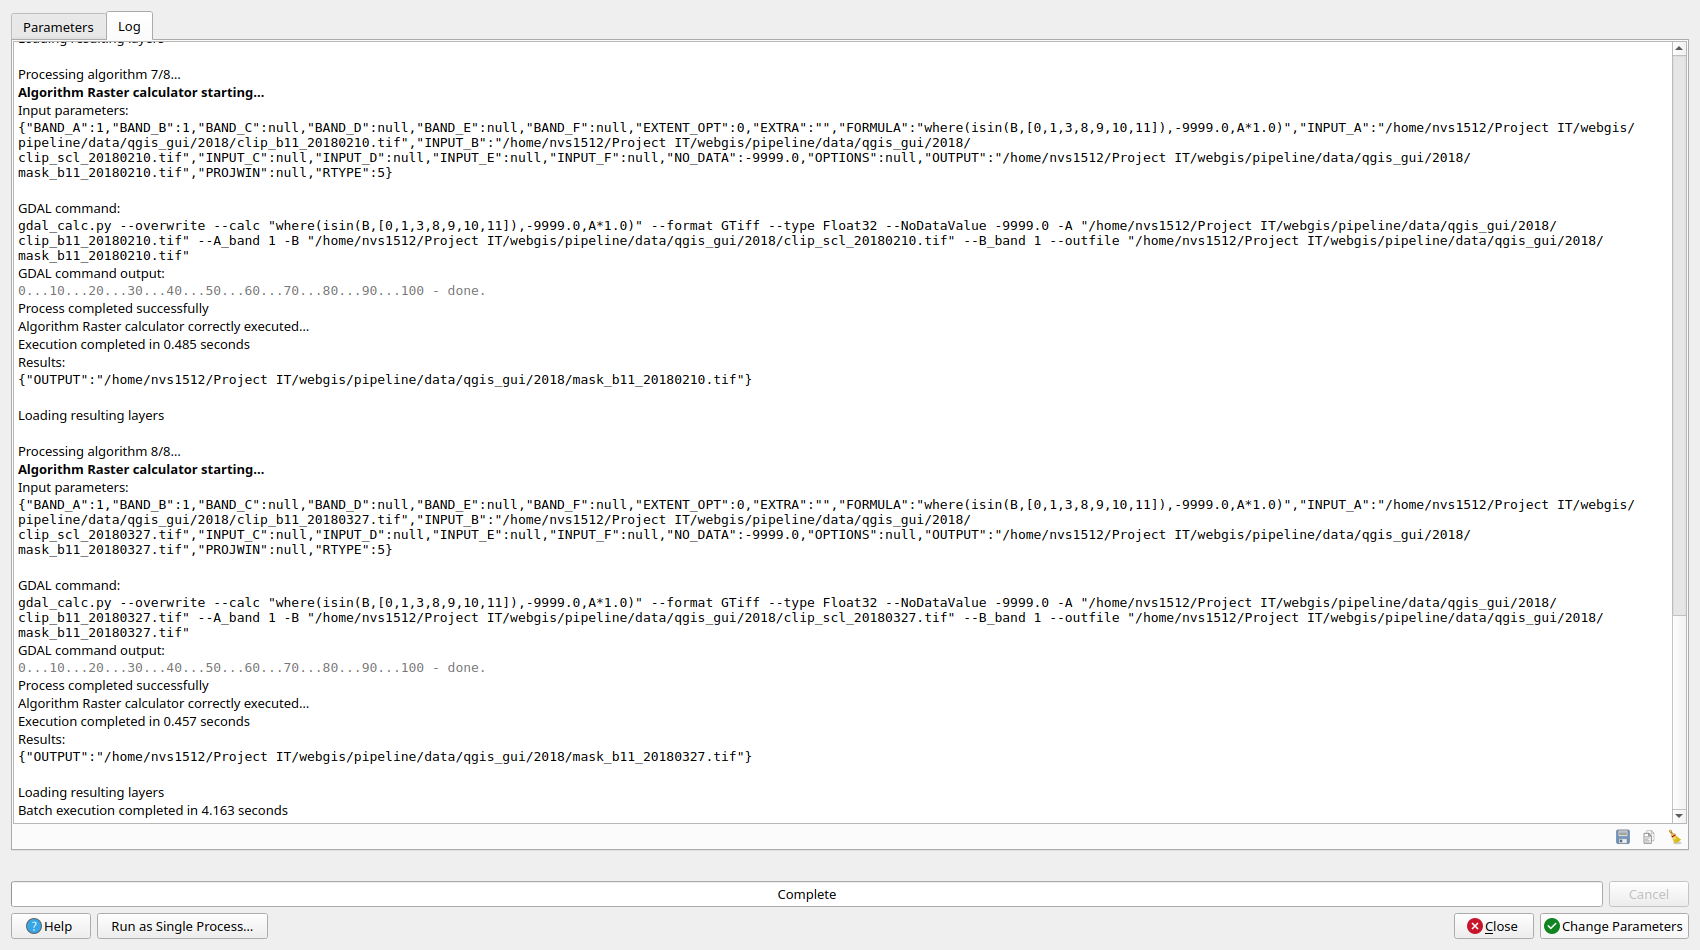 Parameters
Log
Loading resulting layers
Processing algorithm 7/8...
Algorithm Raster calculator starting...
Input parameters:
{"BAND_A":1,"BAND_B":1,"BAND_C":null,"BAND_D":null,"BAND_E":null,"BAND_F":null,"EXTENT_OPT":0,"EXTRA":"","FORMULA":"where(isin(B,[0,1,3,8,9,10,11]),-9999.0,A*1.0)","INPUT_A":"/home/nvs1512/Project IT/webgis/
pipeline/data/qgis_gui/2018/clip_b11_20180210.tif","INPUT_B":"/home/nvs1512/Project IT/webgis/pipeline/data/qgis_gui/2018/
clip_scl_20180210.tif","INPUT_C":null,"INPUT_D":null,"INPUT_E":null,"INPUT_F":null,"NO_DATA":-9999.0,"OPTIONS":null,"OUTPUT":"/home/nvs1512/Project IT/webgis/pipeline/data/qgis_gui/2018/
mask_b11_20180210.tif","PROJWIN":null,"RTYPE":5}
GDAL command:
gdal_calc.py --overwrite --calc "where(isin(B,[0,1,3,8,9,10,11]),-9999.0,A*1.0)" --format GTiff --type Float32 --NoDataValue -9999.0 -A "/home/nvs1512/Project IT/webgis/pipeline/data/qgis_gui/2018/
clip_b11_20180210.tif" --A_band 1 -B "/home/nvs1512/Project IT/webgis/pipeline/data/qgis_gui/2018/clip_scl_20180210.tif" --B_band 1 --outfile "/home/nvs1512/Project IT/webgis/pipeline/data/qgis_gui/2018/
mask_b11_20180210.tif"
GDAL command output:
0...10...20...30...40...50...60...70...80...90...100 - done.
Process completed successfully
Algorithm Raster calculator correctly executed...
Execution completed in 0.485 seconds
Results:
{"OUTPUT":"/home/nvs1512/Project IT/webgis/pipeline/data/qgis_gui/2018/mask_b11_20180210.tif"}
Loading resulting layers
Processing algorithm 8/8...
Algorithm Raster calculator starting...
Input parameters:
{"BAND_A":1,"BAND_B":1,"BAND_C":null,"BAND_D":null,"BAND_E":null,"BAND_F":null,"EXTENT_OPT":0,"EXTRA":"","FORMULA":"where(isin(B,[0,1,3,8,9,10,11]),-9999.0,A*1.0)","INPUT_A":"/home/nvs1512/Project IT/webgis/
pipeline/data/qgis_gui/2018/clip_b11_20180327.tif","INPUT_B":"/home/nvs1512/Project IT/webgis/pipeline/data/qgis_gui/2018/
clip_scl_20180327.tif","INPUT_C":null,"INPUT_D":null,"INPUT_E":null,"INPUT_F":null,"NO_DATA":-9999.0,"OPTIONS":null,"OUTPUT":"/home/nvs1512/Project IT/webgis/pipeline/data/qgis_gui/2018/
mask_b11_20180327.tif","PROJWIN":null,"RTYPE":5}
GDAL command:
gdal_calc.py --overwrite --calc "where(isin(B,[0,1,3,8,9,10,11]),-9999.0,A*1.0)" --format GTiff --type Float32 --NoDataValue -9999.0 -A "/home/nvs1512/Project IT/webgis/pipeline/data/qgis_gui/2018/
clip_b11_20180327.tif" --A_band 1 -B "/home/nvs1512/Project IT/webgis/pipeline/data/qgis_gui/2018/clip_scl_20180327.tif" --B_band 1 --outfile "/home/nvs1512/Project IT/webgis/pipeline/data/qgis_gui/2018/
mask_b11_20180327.tif"
GDAL command output:
0...10...20...30...40...50...60...70...80...90...100 - done.
Process completed successfully
Algorithm Raster calculator correctly executed...
Execution completed in 0.457 seconds
Results:
{"OUTPUT":"/home/nvs1512/Project IT/webgis/pipeline/data/qgis_gui/2018/mask_b11_20180327.tif"}
Loading resulting layers
Batch execution completed in 4.163 seconds
Complete
Cancel
Help
Run as Single Process...
Close
Change Parameters